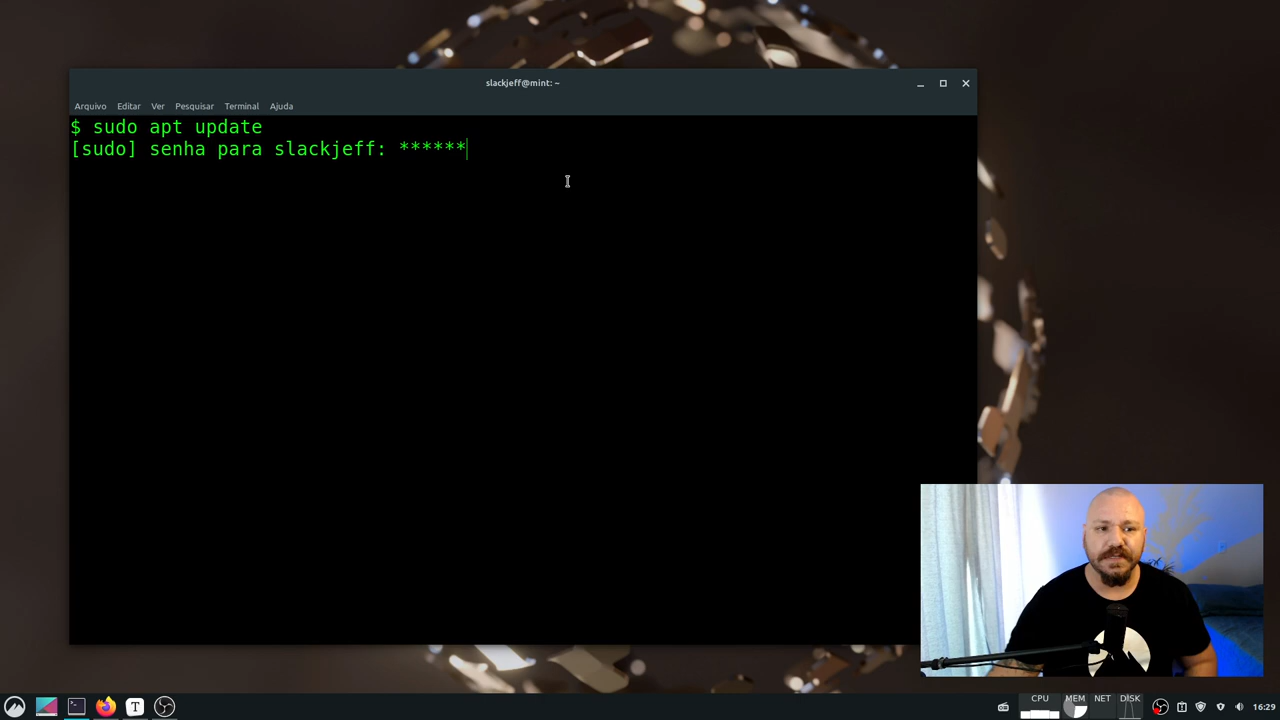 slackjeff@mint: ~
Arquivo Editar Ver Pesquisar Terminal Ajuda
$ sudo apt update
[sudo] senha para slackjeff: ******
CPU MEM NET DISK
T
16:29